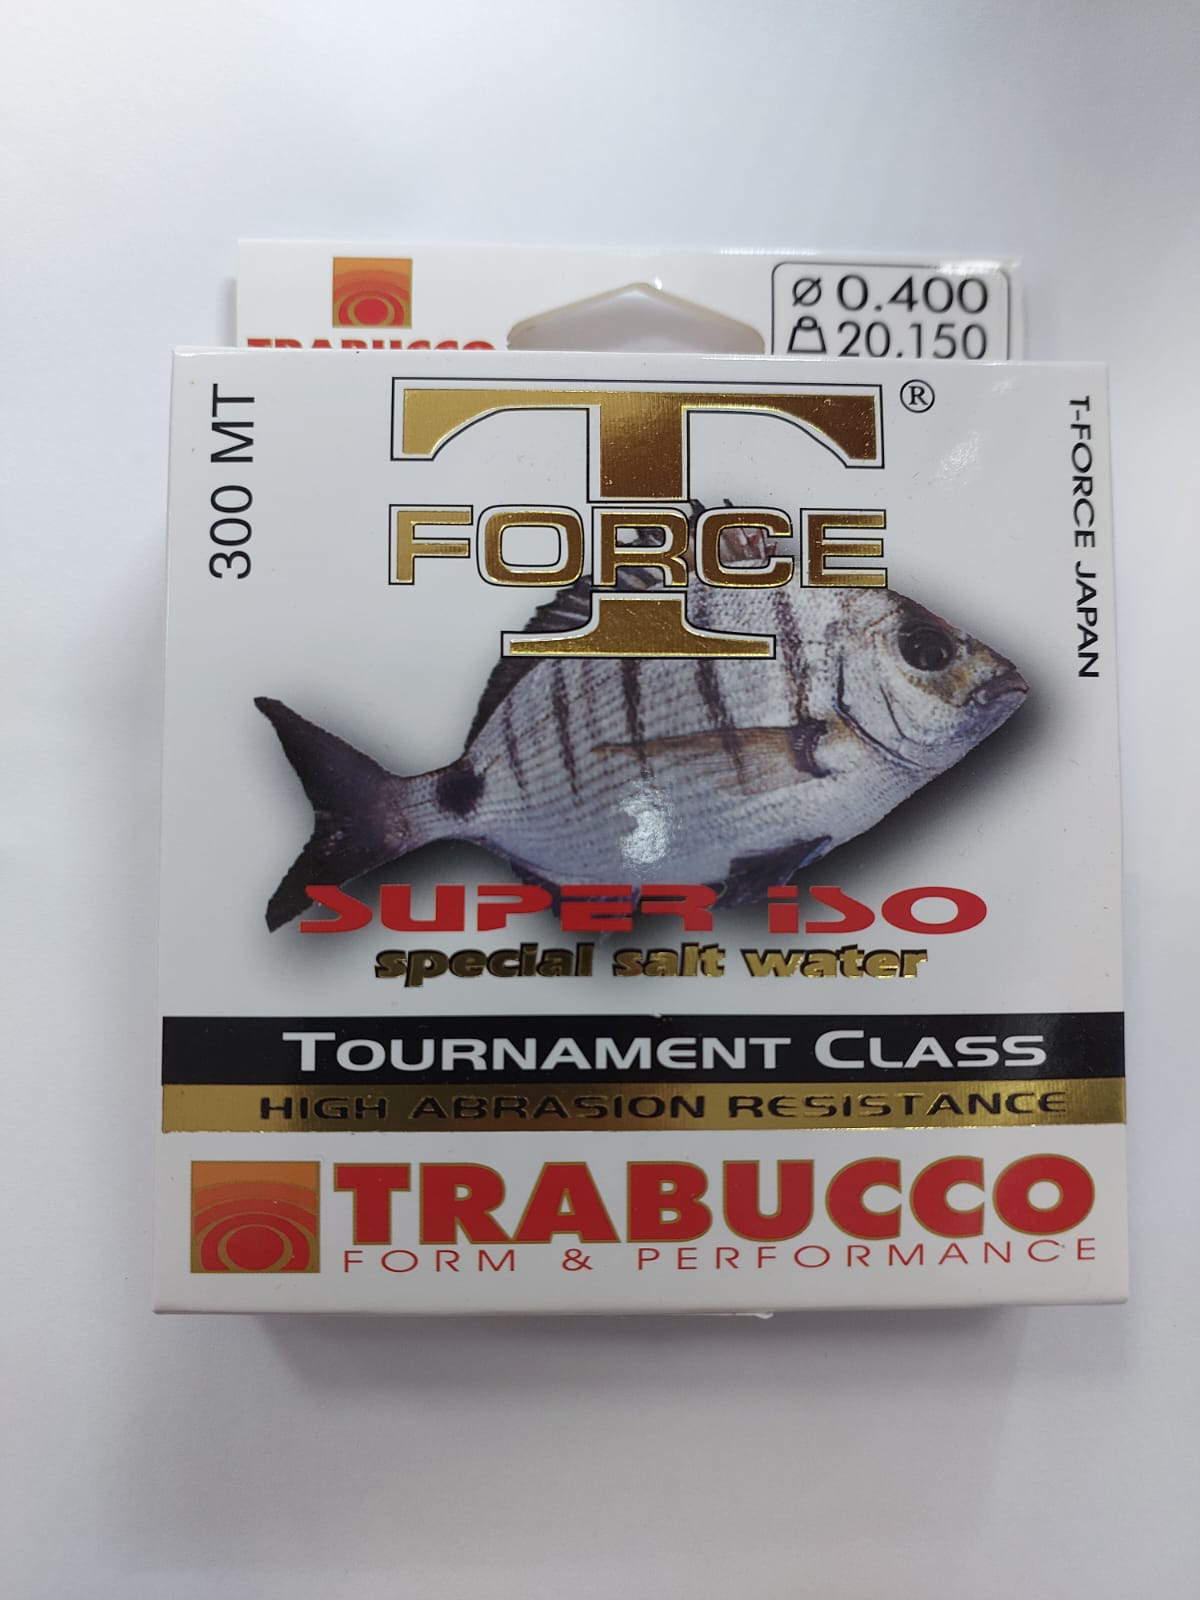 TRABUCCO
Ø 0.400
20.150
300 MT
T
FORCE
®
T-FORCE JAPAN
SUPER iSO
special salt water
TOURNAMENT CLASS
HIGH ABRASION RESISTANCE
TRABUCCO
FORM & PERFORMANCE